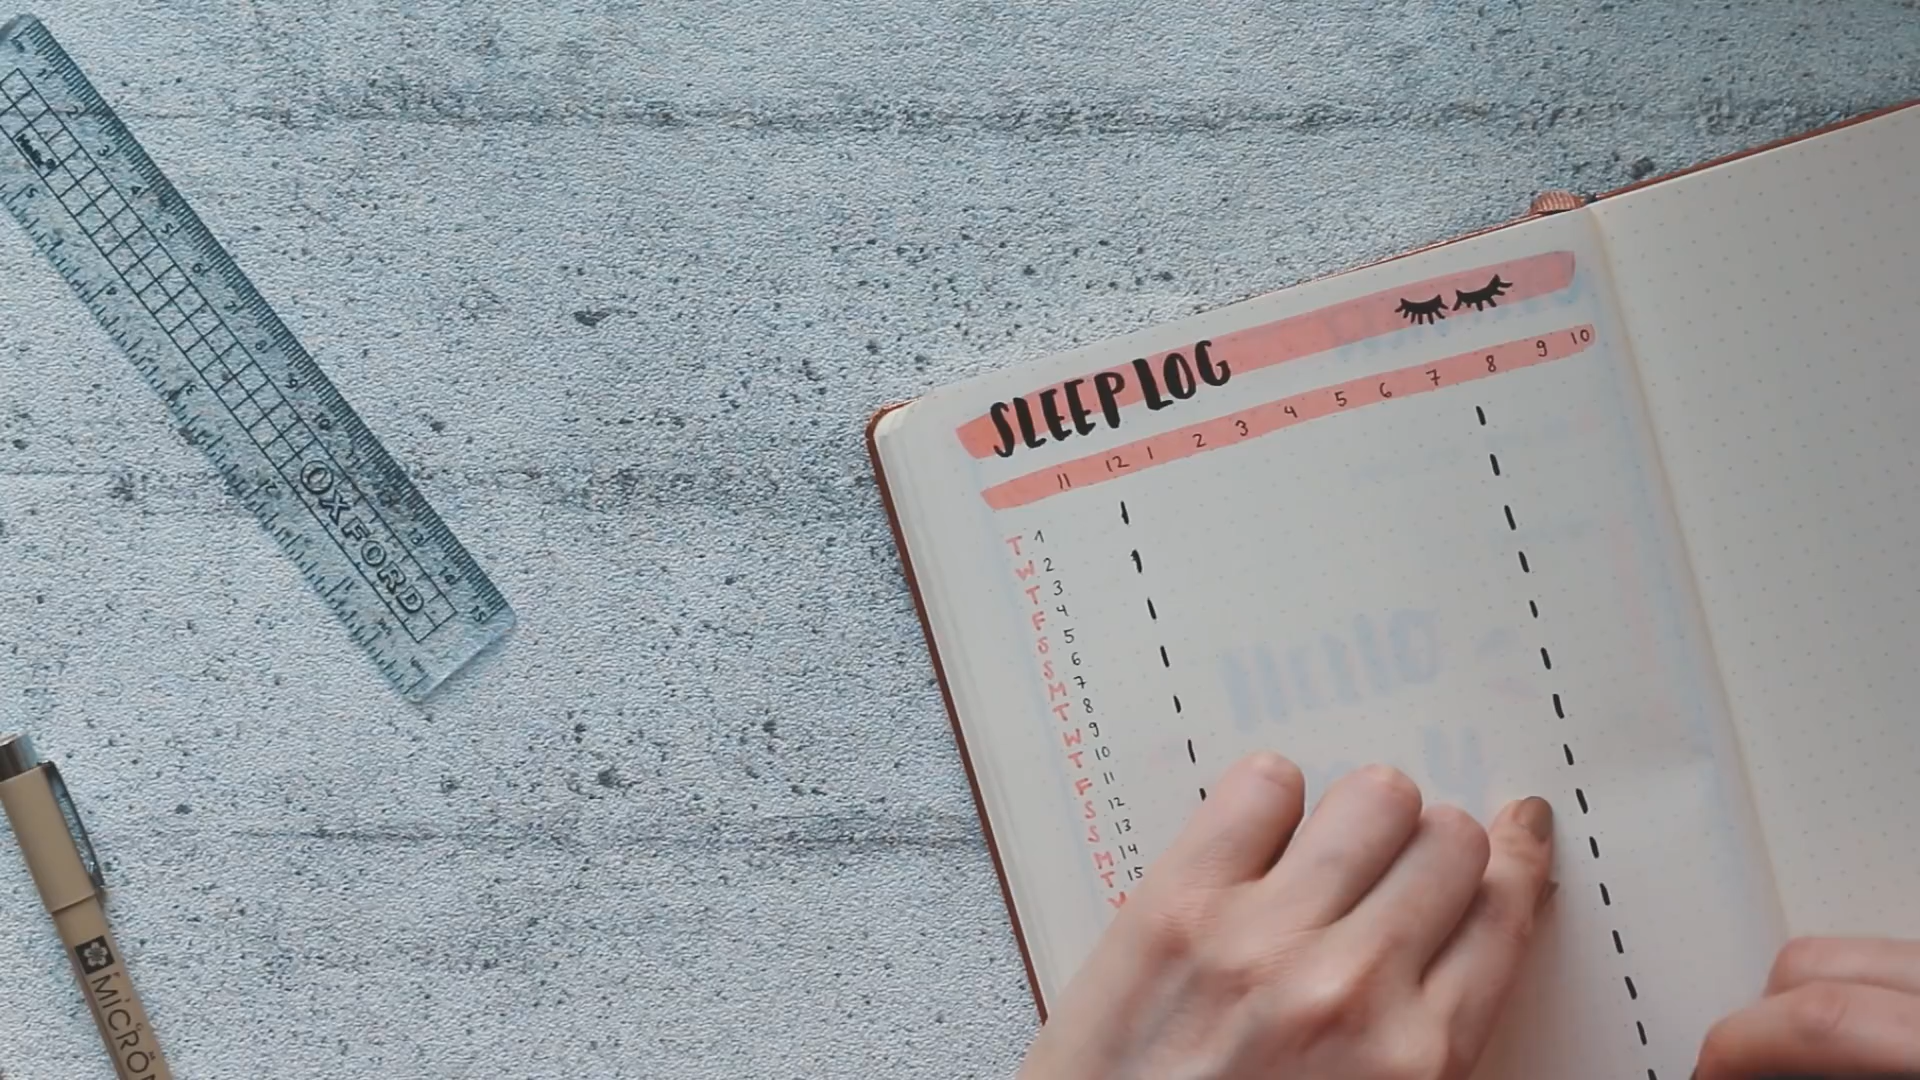 SLEEP LOG
11 12 1 2 3 4 5 6 7 8 9 10
T 1
W 2
T 3
F 4
S 5
S 6
M 7
T 8
W 9
T 10
F 11
S 12
S 13
M 14
T 15
W
OXFORD
MICRON